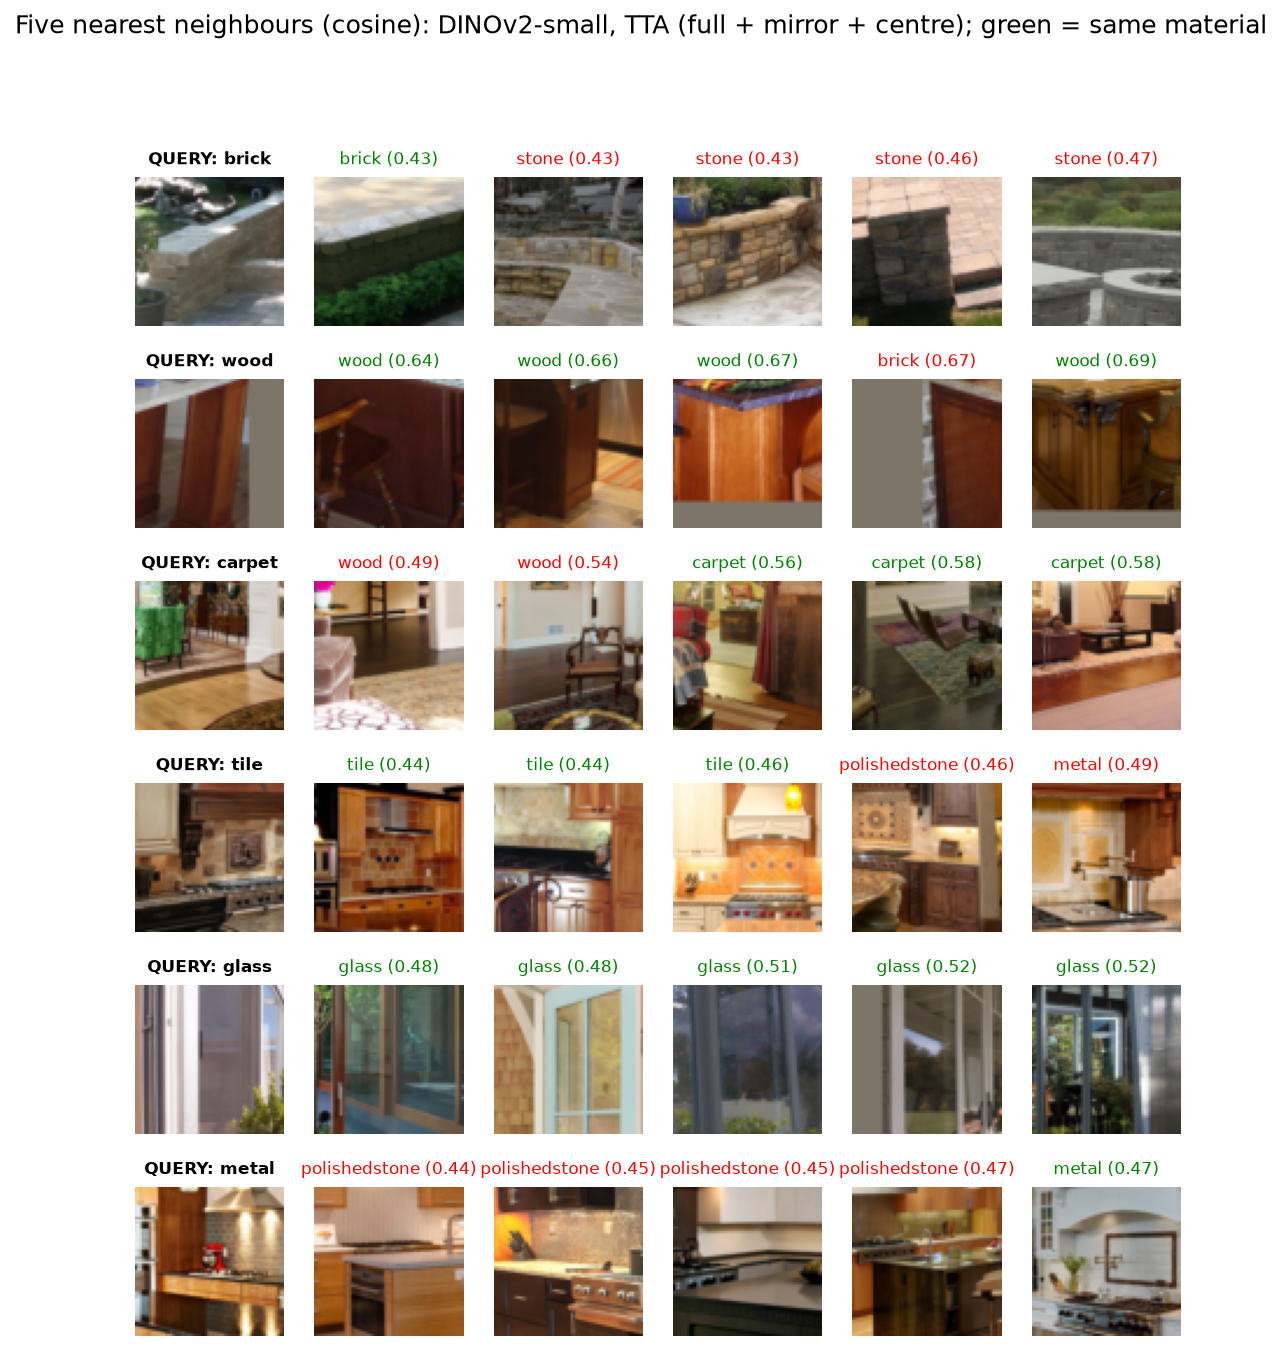 Five nearest neighbours (cosine): DINOv2-small, TTA (full + mirror + centre); green = same material
QUERY: brick brick (0.43) stone (0.43) stone (0.43) stone (0.46) stone (0.47)
QUERY: wood wood (0.64) wood (0.66) wood (0.67) brick (0.67) wood (0.69)
QUERY: carpet wood (0.49) wood (0.54) carpet (0.56) carpet (0.58) carpet (0.58)
QUERY: tile tile (0.44) tile (0.44) tile (0.46) polishedstone (0.46) metal (0.49)
QUERY: glass glass (0.48) glass (0.48) glass (0.51) glass (0.52) glass (0.52)
QUERY: metal polishedstone (0.44) polishedstone (0.45) polishedstone (0.45) polishedstone (0.47) metal (0.47)